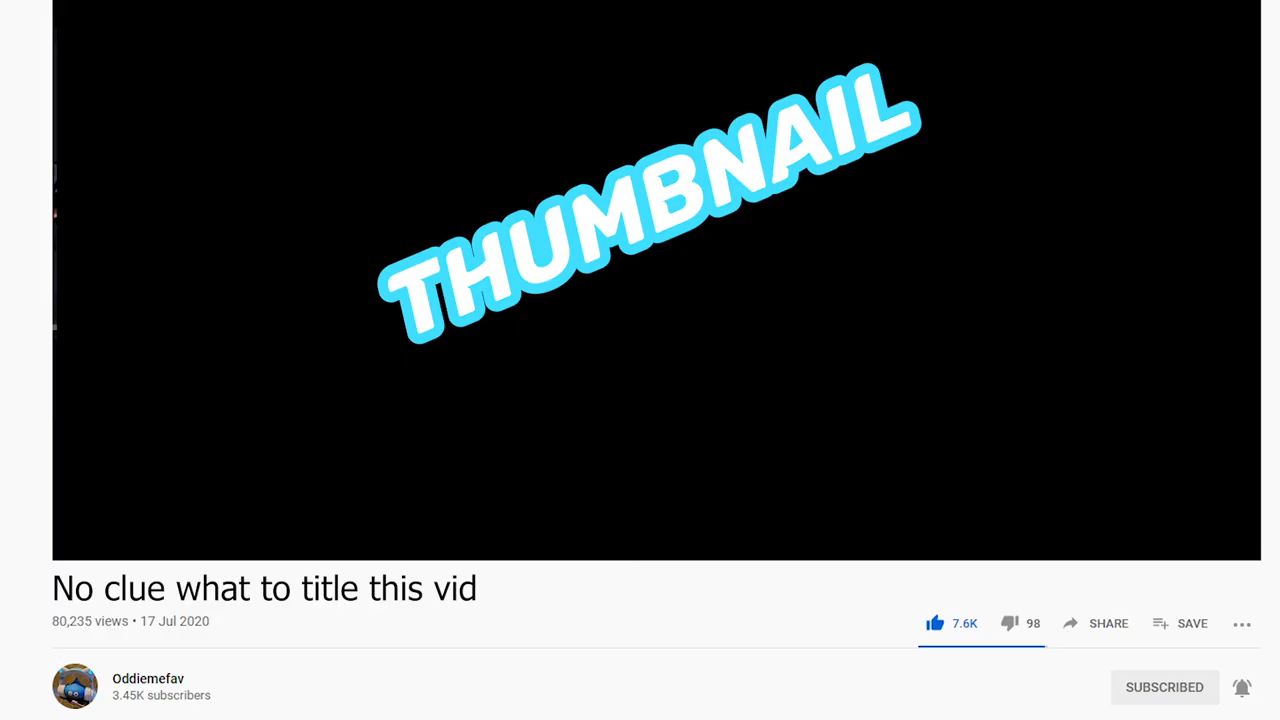 THUMBNAIL
No clue what to title this vid
80,235 views • 17 Jul 2020
7.6K 98 SHARE SAVE
Oddiemefav
3.45K subscribers
SUBSCRIBED